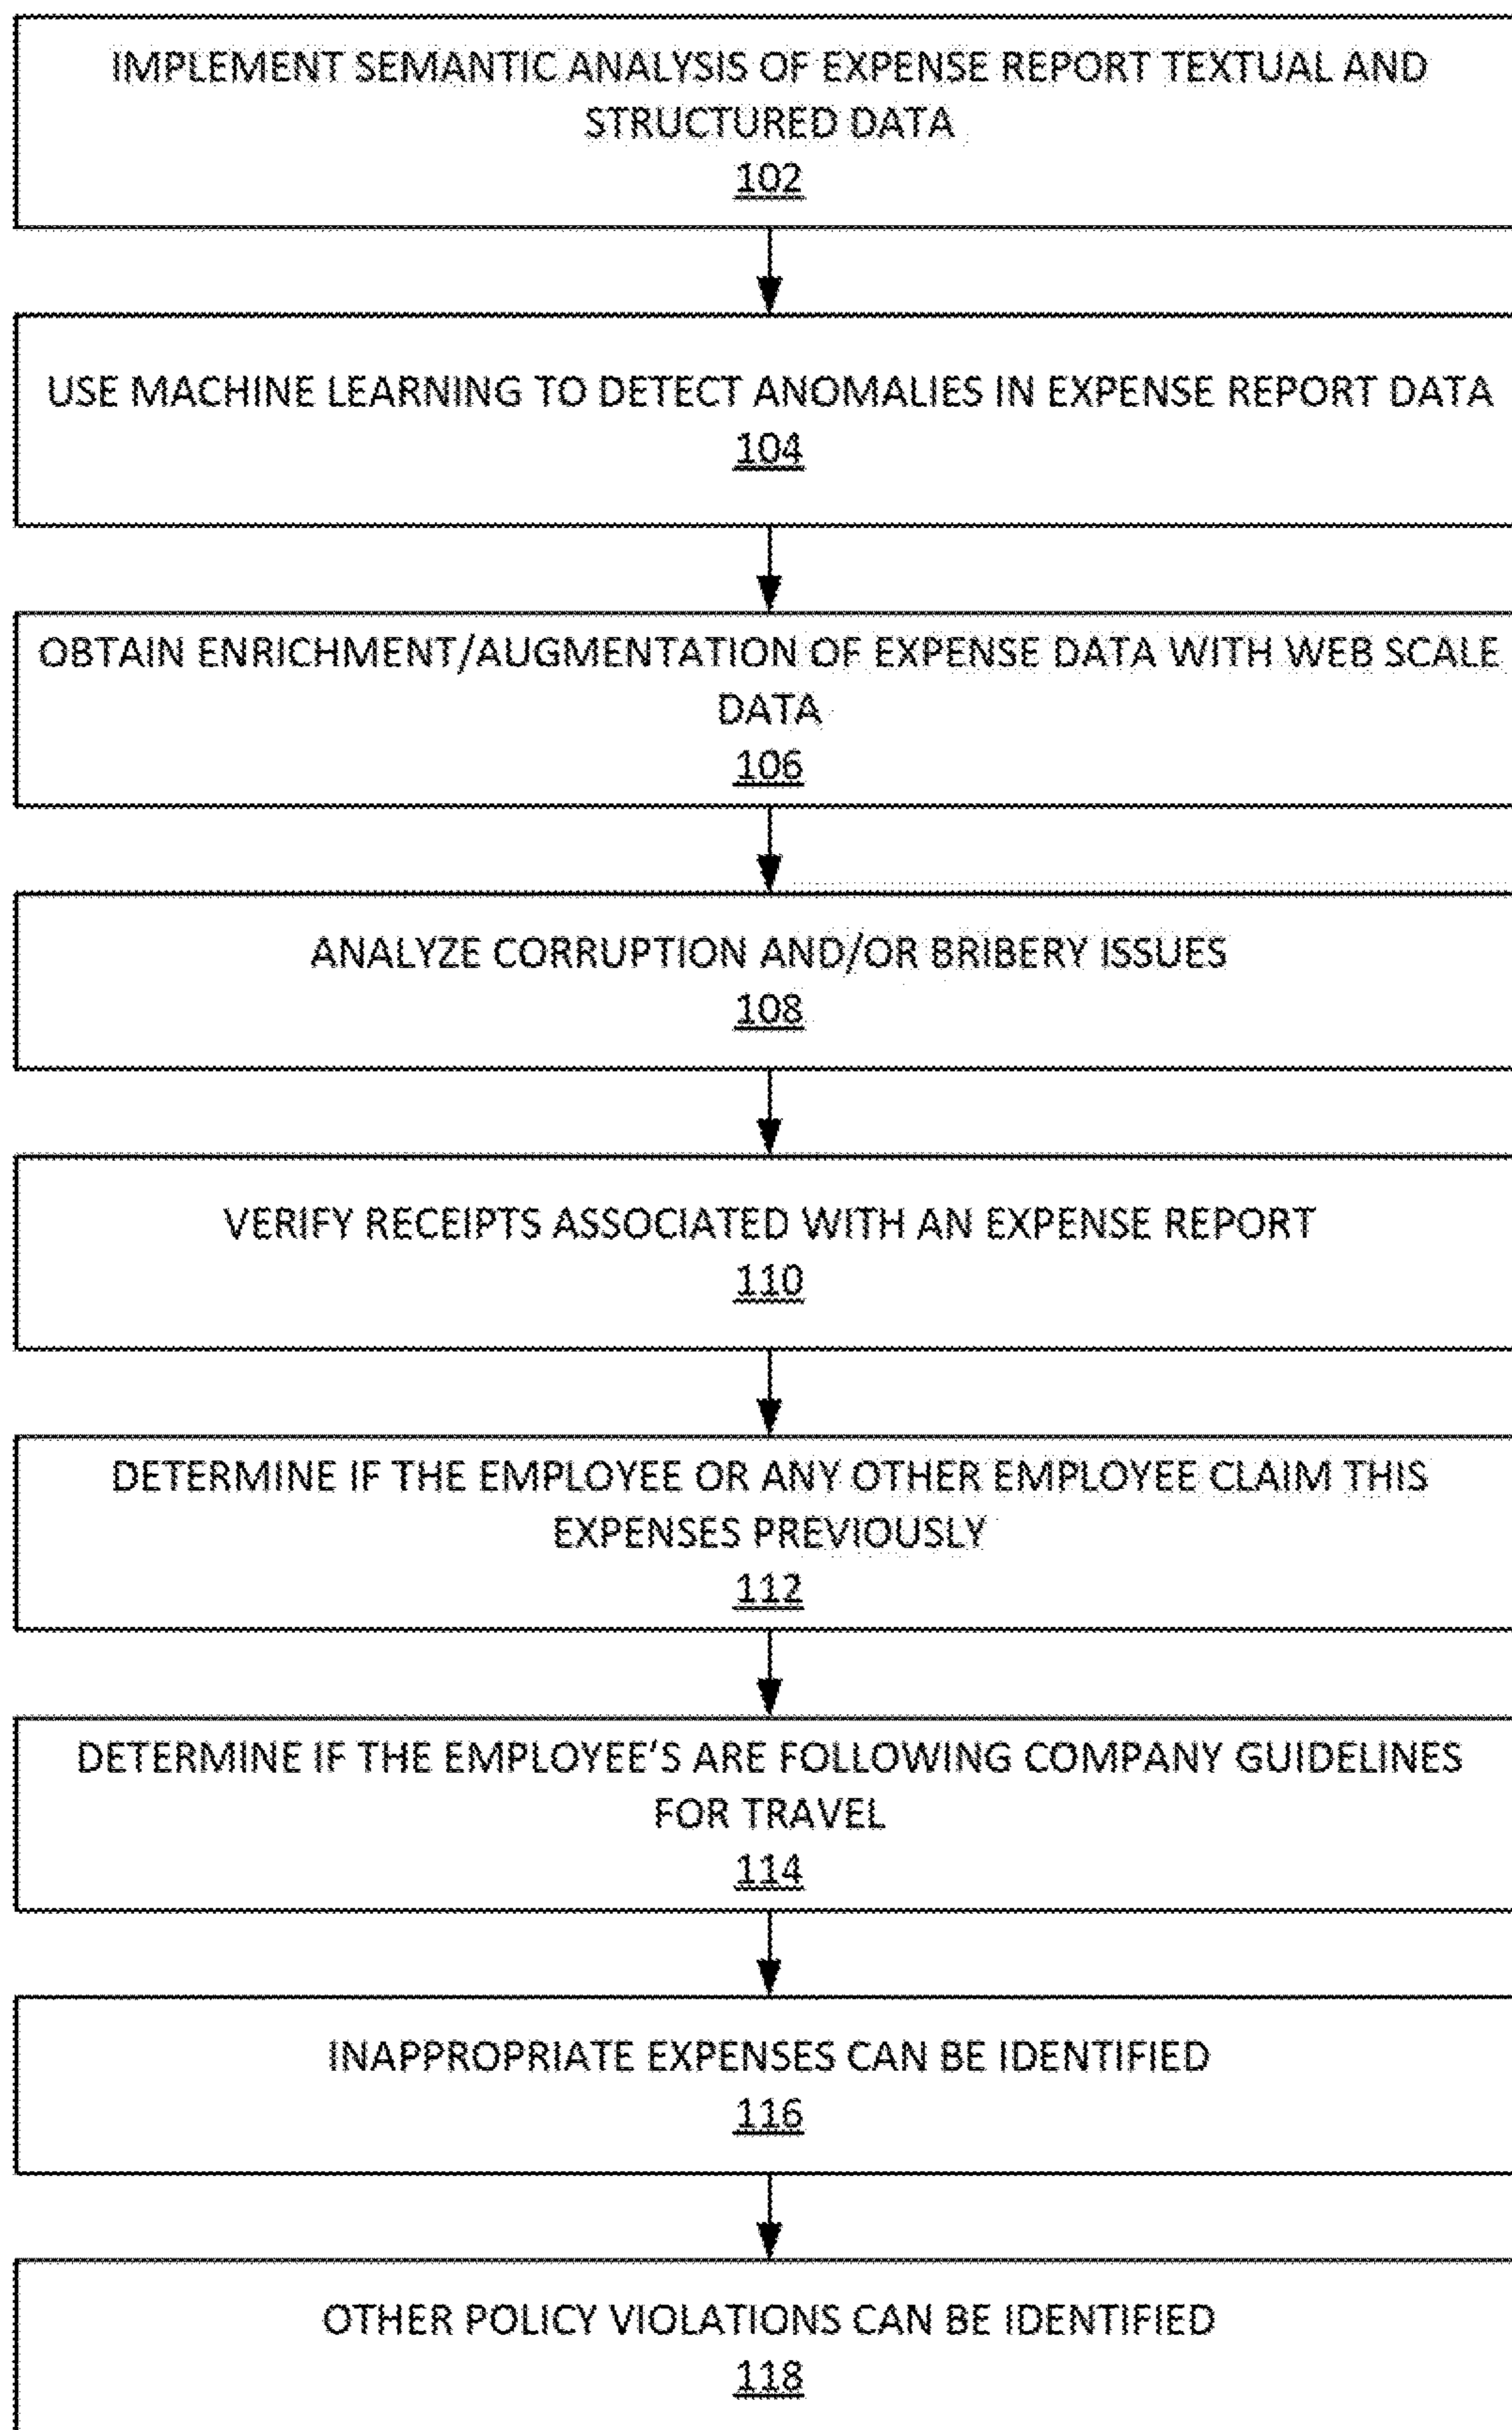 IMPLEMENT SEMANTIC ANALYSIS OF EXPENSE REPORT TEXTUAL AND
STRUCTURED DATA
102
USE MACHINE LEARNING TO DETECT ANOMALIES IN EXPENSE REPORT DATA
104
OBTAIN ENRICHMENT/AUGMENTATION OF EXPENSE DATA WITH WEB SCALE
DATA
106
ANALYZE CORRUPTION AND/OR BRIBERY ISSUES
108
VERIFY RECEIPTS ASSOCIATED WITH AN EXPENSE REPORT
110
DETERMINE IF THE EMPLOYEE OR ANY OTHER EMPLOYEE CLAIM THIS
EXPENSES PREVIOUSLY
112
DETERMINE IF THE EMPLOYEE'S ARE FOLLOWING COMPANY GUIDELINES
FOR TRAVEL
114
INAPPROPRIATE EXPENSES CAN BE IDENTIFIED
116
OTHER POLICY VIOLATIONS CAN BE IDENTIFIED
118